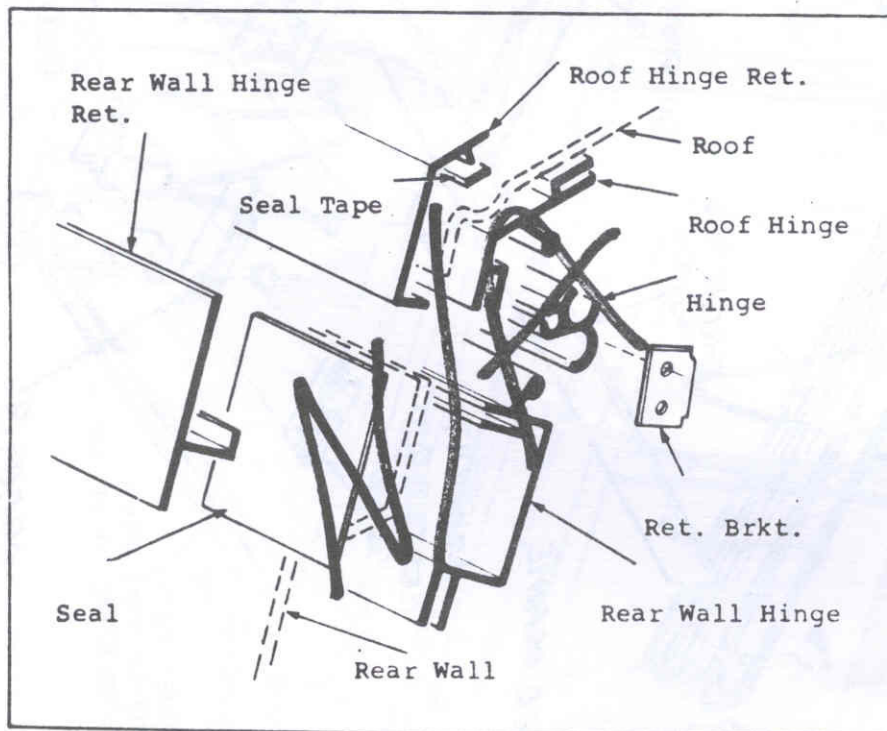 Rear Wall Hinge
Ret.
Roof Hinge Ret.
Roof
Seal Tape
Roof Hinge
Hinge
Ret. Brkt.
Seal
Rear Wall Hinge
Rear Wall